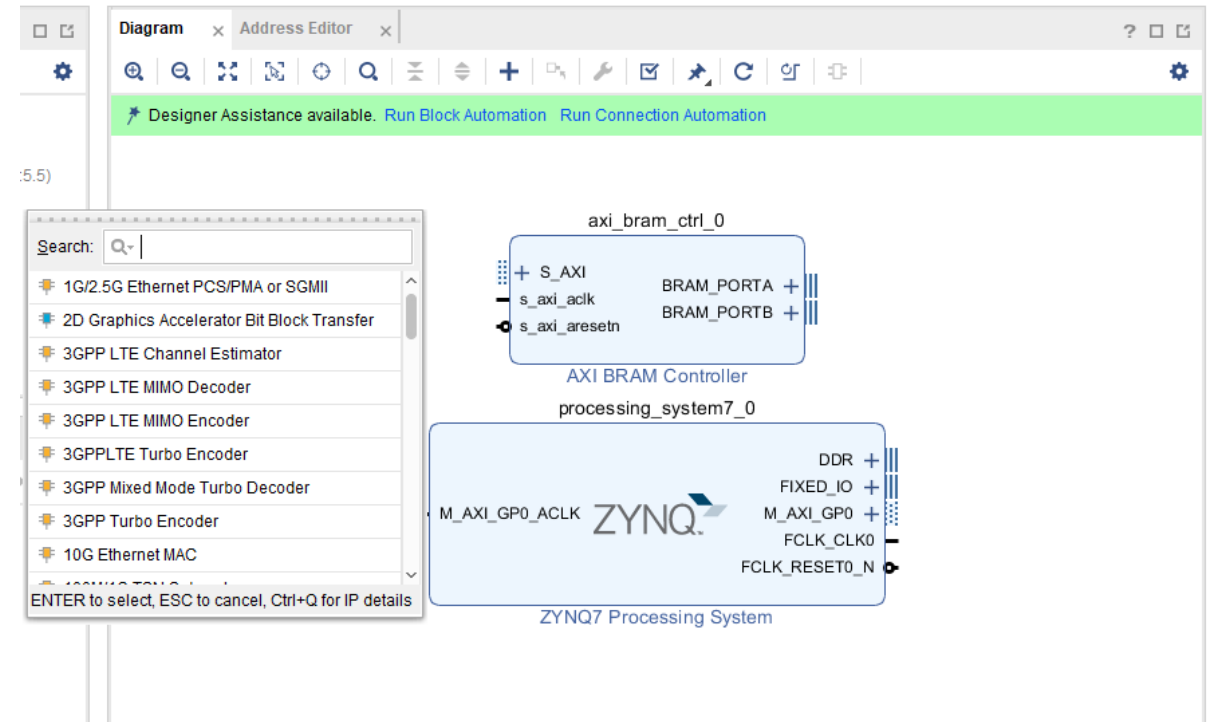 Diagram
Address Editor
?
Designer Assistance available. Run Block Automation Run Connection Automation
:5.5)
Search:
1G/2.5G Ethernet PCS/PMA or SGMII
2D Graphics Accelerator Bit Block Transfer
3GPP LTE Channel Estimator
3GPP LTE MIMO Decoder
3GPP LTE MIMO Encoder
3GPPLTE Turbo Encoder
3GPP Mixed Mode Turbo Decoder
3GPP Turbo Encoder
10G Ethernet MAC
ENTER to select, ESC to cancel, Ctrl+Q for IP details
axi_bram_ctrl_0
S_AXI
s_axi_aclk
s_axi_aresetn
BRAM_PORTA
BRAM_PORTB
AXI BRAM Controller
processing_system7_0
M_AXI_GP0_ACLK
ZYNQ
DDR
FIXED_IO
M_AXI_GP0
FCLK_CLK0
FCLK_RESET0_N
ZYNQ7 Processing System